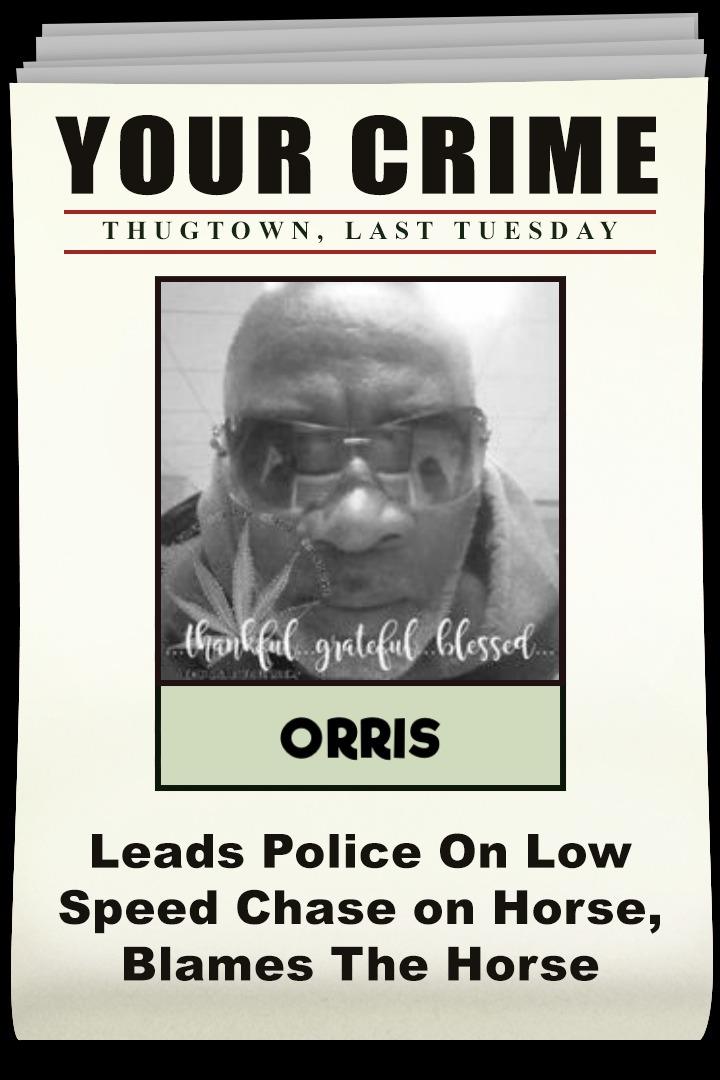 YOUR CRIME
THUGTOWN, LAST TUESDAY
...thankful...grateful...blessed...
ORRIS
Leads Police On Low
Speed Chase on Horse,
Blames The Horse